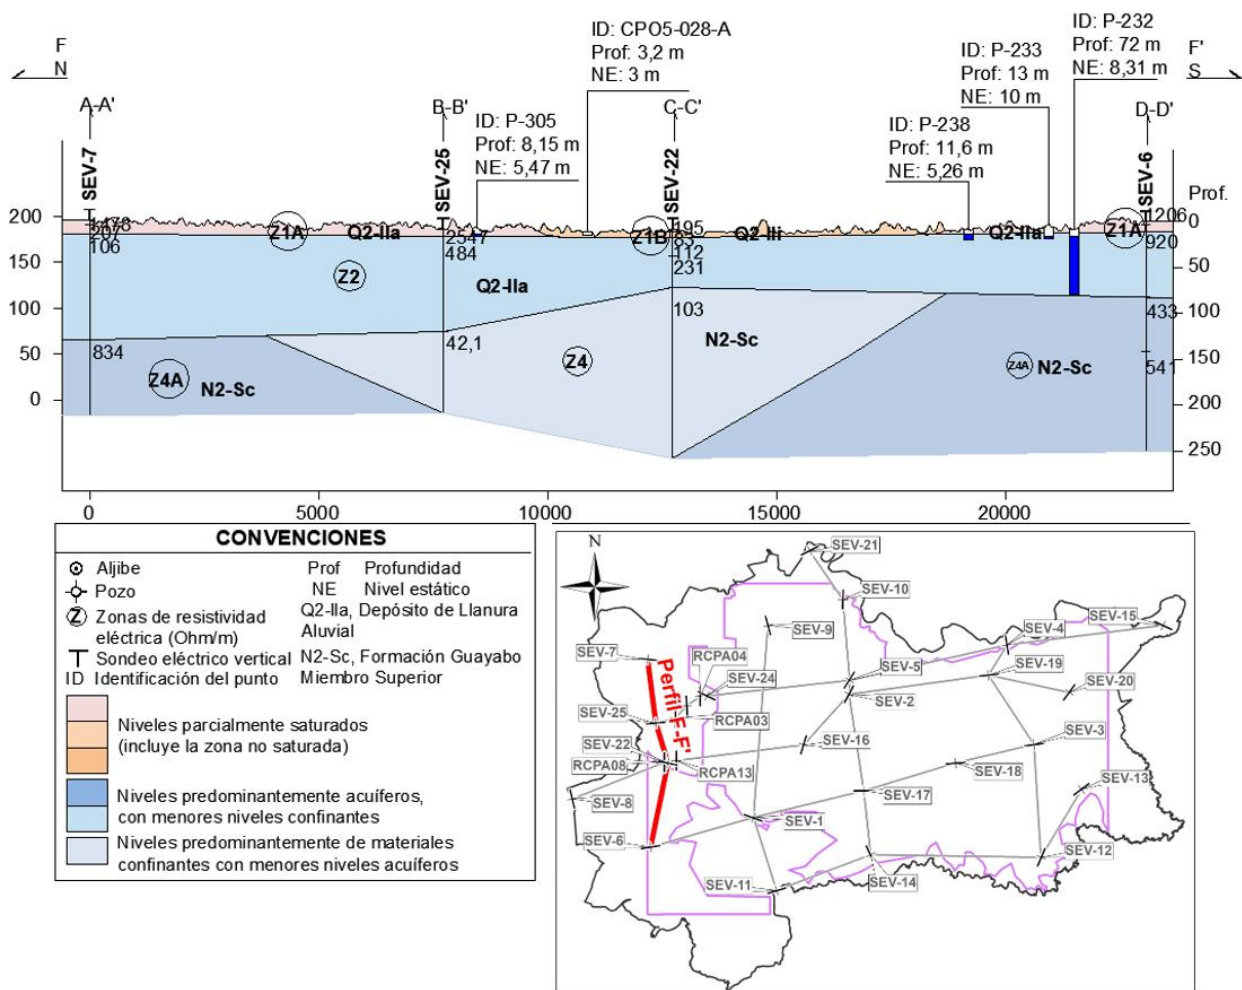 F
N
ID: CPO5-028-A
Prof: 3,2 m
NE: 3 m
ID: P-232
Prof: 72 m
NE: 8,31 m
ID: P-233
Prof: 13 m
NE: 10 m
F'
S
A-A'
B-B'
C-C'
D-D'
ID: P-305
Prof: 8,15 m
NE: 5,47 m
ID: P-238
Prof: 11,6 m
NE: 5,26 m
SEV-7
SEV-25
SEV-22
SEV-6
Prof.
200
150
100
50
0
0
50
100
150
200
250
1478
207
106
834
Z1A
Q2-IIa
2547
484
42,1
Z1B
195
83
112
231
103
Q2-IIi
Q2-IIa
Z1A
1206
920
433
541
Z2
Q2-IIa
Z4
N2-Sc
Z4A
N2-Sc
Z4A
N2-Sc
0
5000
10000
15000
20000
CONVENCIONES
Aljibe
Pozo
Z
Zonas de resistividad
eléctrica (Ohm/m)
Sondeo eléctrico vertical
ID Identificación del punto
Prof Profundidad
NE Nivel estático
Q2-IIa, Depósito de Llanura
Aluvial
N2-Sc, Formación Guayabo
Miembro Superior
Niveles parcialmente saturados
(incluye la zona no saturada)
Niveles predominantemente acuíferos,
con menores niveles confinantes
Niveles predominantemente de materiales
confinantes con menores niveles acuíferos
N
SEV-21
SEV-10
SEV-15
SEV-4
SEV-9
SEV-7
RCPA04
SEV-5
SEV-19
SEV-24
SEV-20
SEV-2
Perfil-F-F'
SEV-25
RCPA03
SEV-22
SEV-16
SEV-3
RCPA08
RCPA13
SEV-18
SEV-13
SEV-8
SEV-17
SEV-1
SEV-6
SEV-12
SEV-11
SEV-14